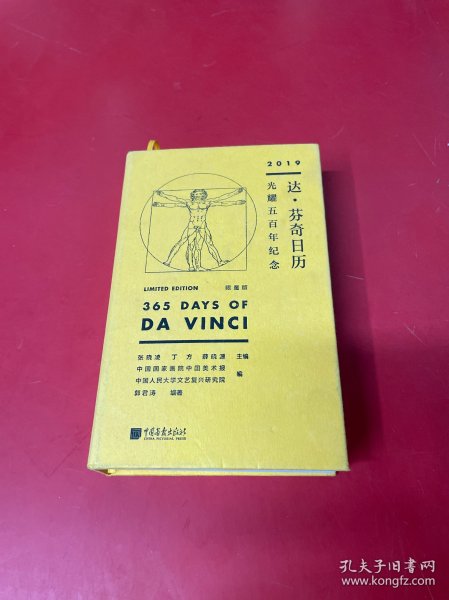 2019
达·芬奇日历
光耀五百年纪念
LIMITED EDITION 限量版
365 DAYS OF
DA VINCI
张晓凌 丁方 薛晓源 主编
中国国家画院中国美术报
中国人民大学文艺复兴研究院 编
郭君涛 编著
中国画报出版社
CHINA PICTORIAL PRESS
孔夫子旧书网
www.kongfz.com